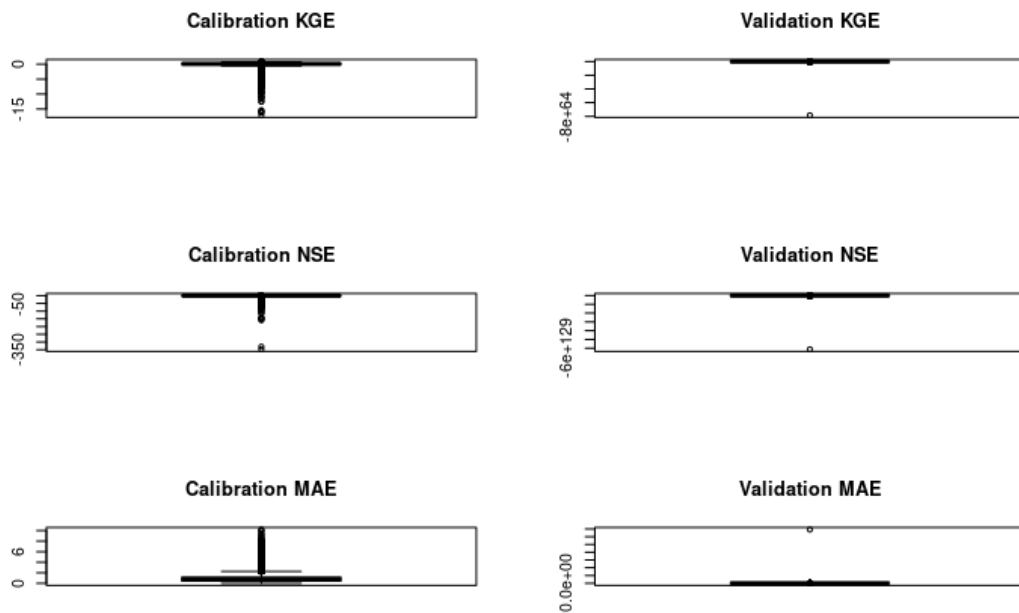 Calibration KGE
0
-15
Validation KGE
-8e+64
Calibration NSE
-50
-350
Validation NSE
-6e+129
Calibration MAE
6
0
Validation MAE
0.0e+00